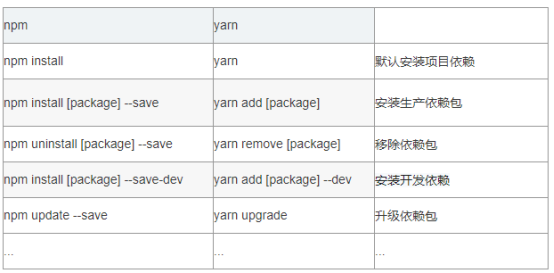 npm yarn
npm install yarn 默认安装项目依赖
npm install [package] --save yarn add [package] 安装生产依赖包
npm uninstall [package] --save yarn remove [package] 移除依赖包
npm install [package] --save-dev yarn add [package] --dev 安装开发依赖
npm update --save yarn upgrade 升级依赖包
... ... ...